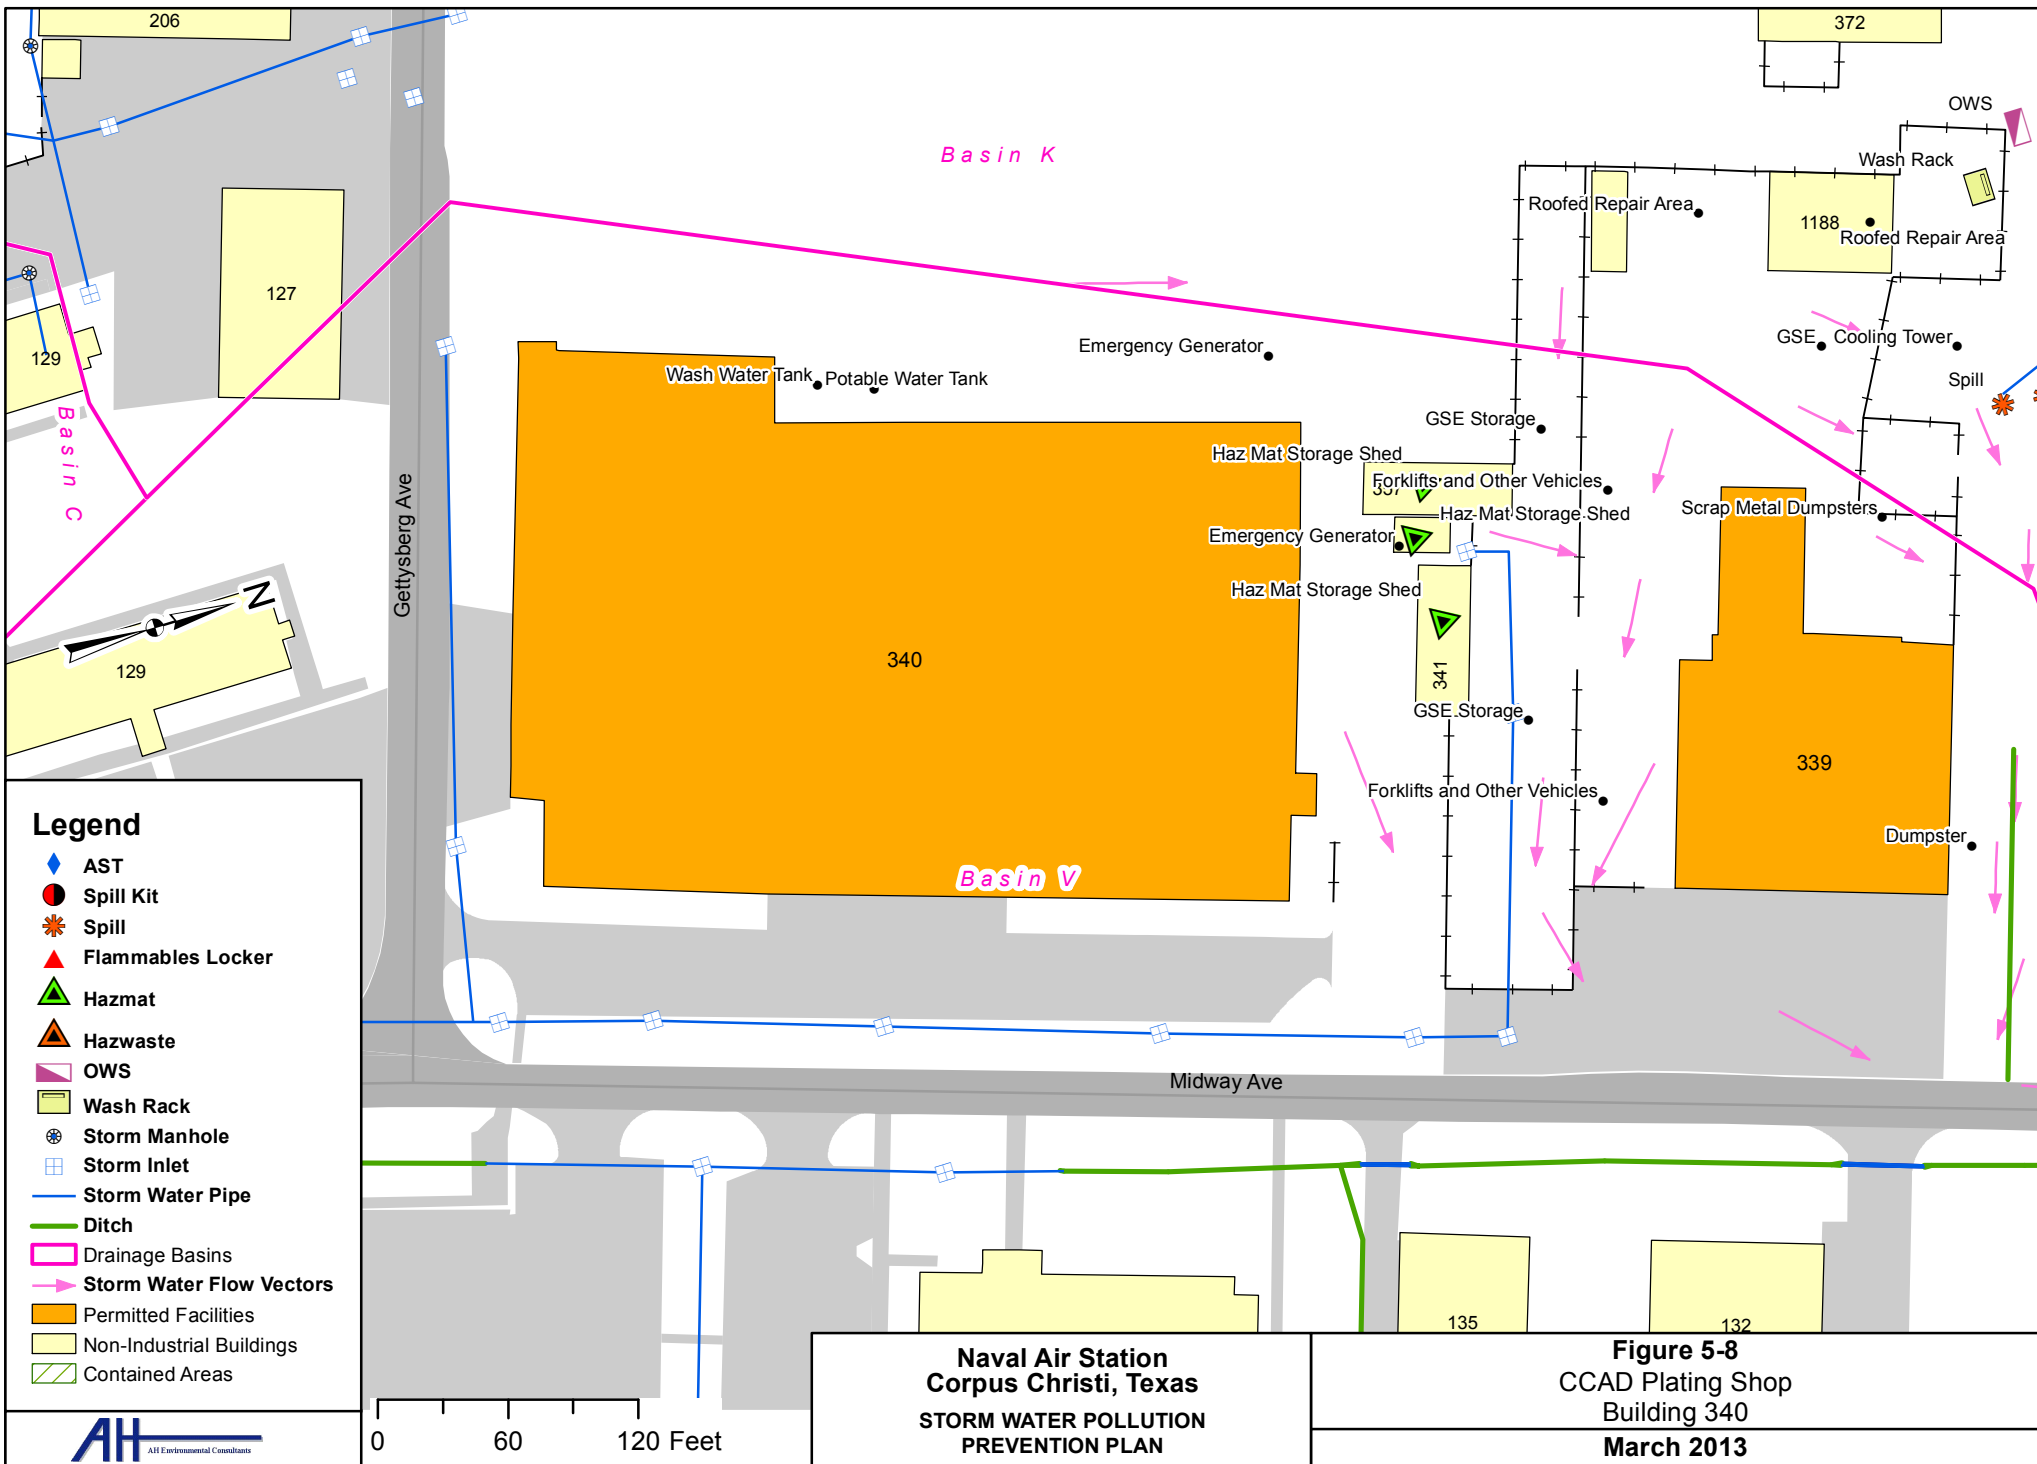 206
372
OWS
Basin K
Wash Rack
Roofed Repair Area
1188
Roofed Repair Area
127
129
Emergency Generator
GSE
Cooling Tower
Wash Water Tank
Potable Water Tank
Spill
Basin C
GSE Storage
Haz Mat Storage Shed
Forklifts and Other Vehicles
Haz Mat Storage Shed
Scrap Metal Dumpsters
Emergency Generator
Gettysberg Ave
Haz Mat Storage Shed
N
129
340
341
GSE Storage
339
Forklifts and Other Vehicles
Dumpster
Basin V
Midway Ave
135
132
Legend
AST
Spill Kit
Spill
Flammables Locker
Hazmat
Hazwaste
OWS
Wash Rack
Storm Manhole
Storm Inlet
Storm Water Pipe
Ditch
Drainage Basins
Storm Water Flow Vectors
Permitted Facilities
Non-Industrial Buildings
Contained Areas
AH AH Environmental Consultants
0 60 120 Feet
Naval Air Station
Corpus Christi, Texas
STORM WATER POLLUTION
PREVENTION PLAN
Figure 5-8
CCAD Plating Shop
Building 340
March 2013